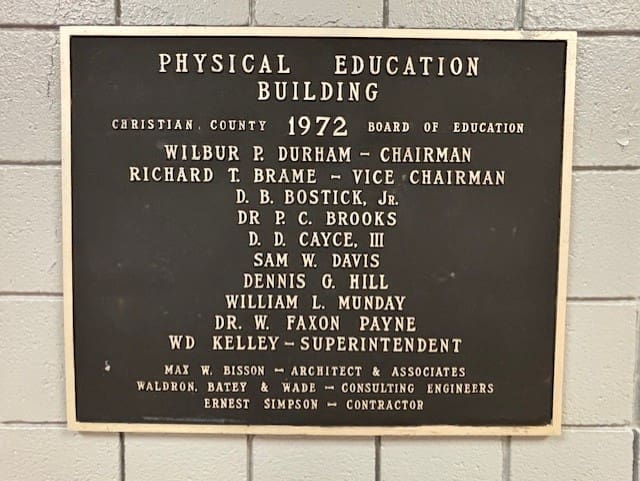 PHYSICAL EDUCATION
BUILDING
CHRISTIAN, COUNTY 1972 BOARD OF EDUCATION
WILBUR P. DURHAM – CHAIRMAN
RICHARD T. BRAME – VICE CHAIRMAN
D. B. BOSTICK, Jr.
DR P. C. BROOKS
D. D. CAYCE, III
SAM W. DAVIS
DENNIS G. HILL
WILLIAM L. MUNDAY
DR. W. FAXON PAYNE
WD KELLEY – SUPERINTENDENT
MAX W. BISSON – ARCHITECT & ASSOCIATES
WALDRON, BATEY & WADE – CONSULTING ENGINEERS
ERNEST SIMPSON – CONTRACTOR